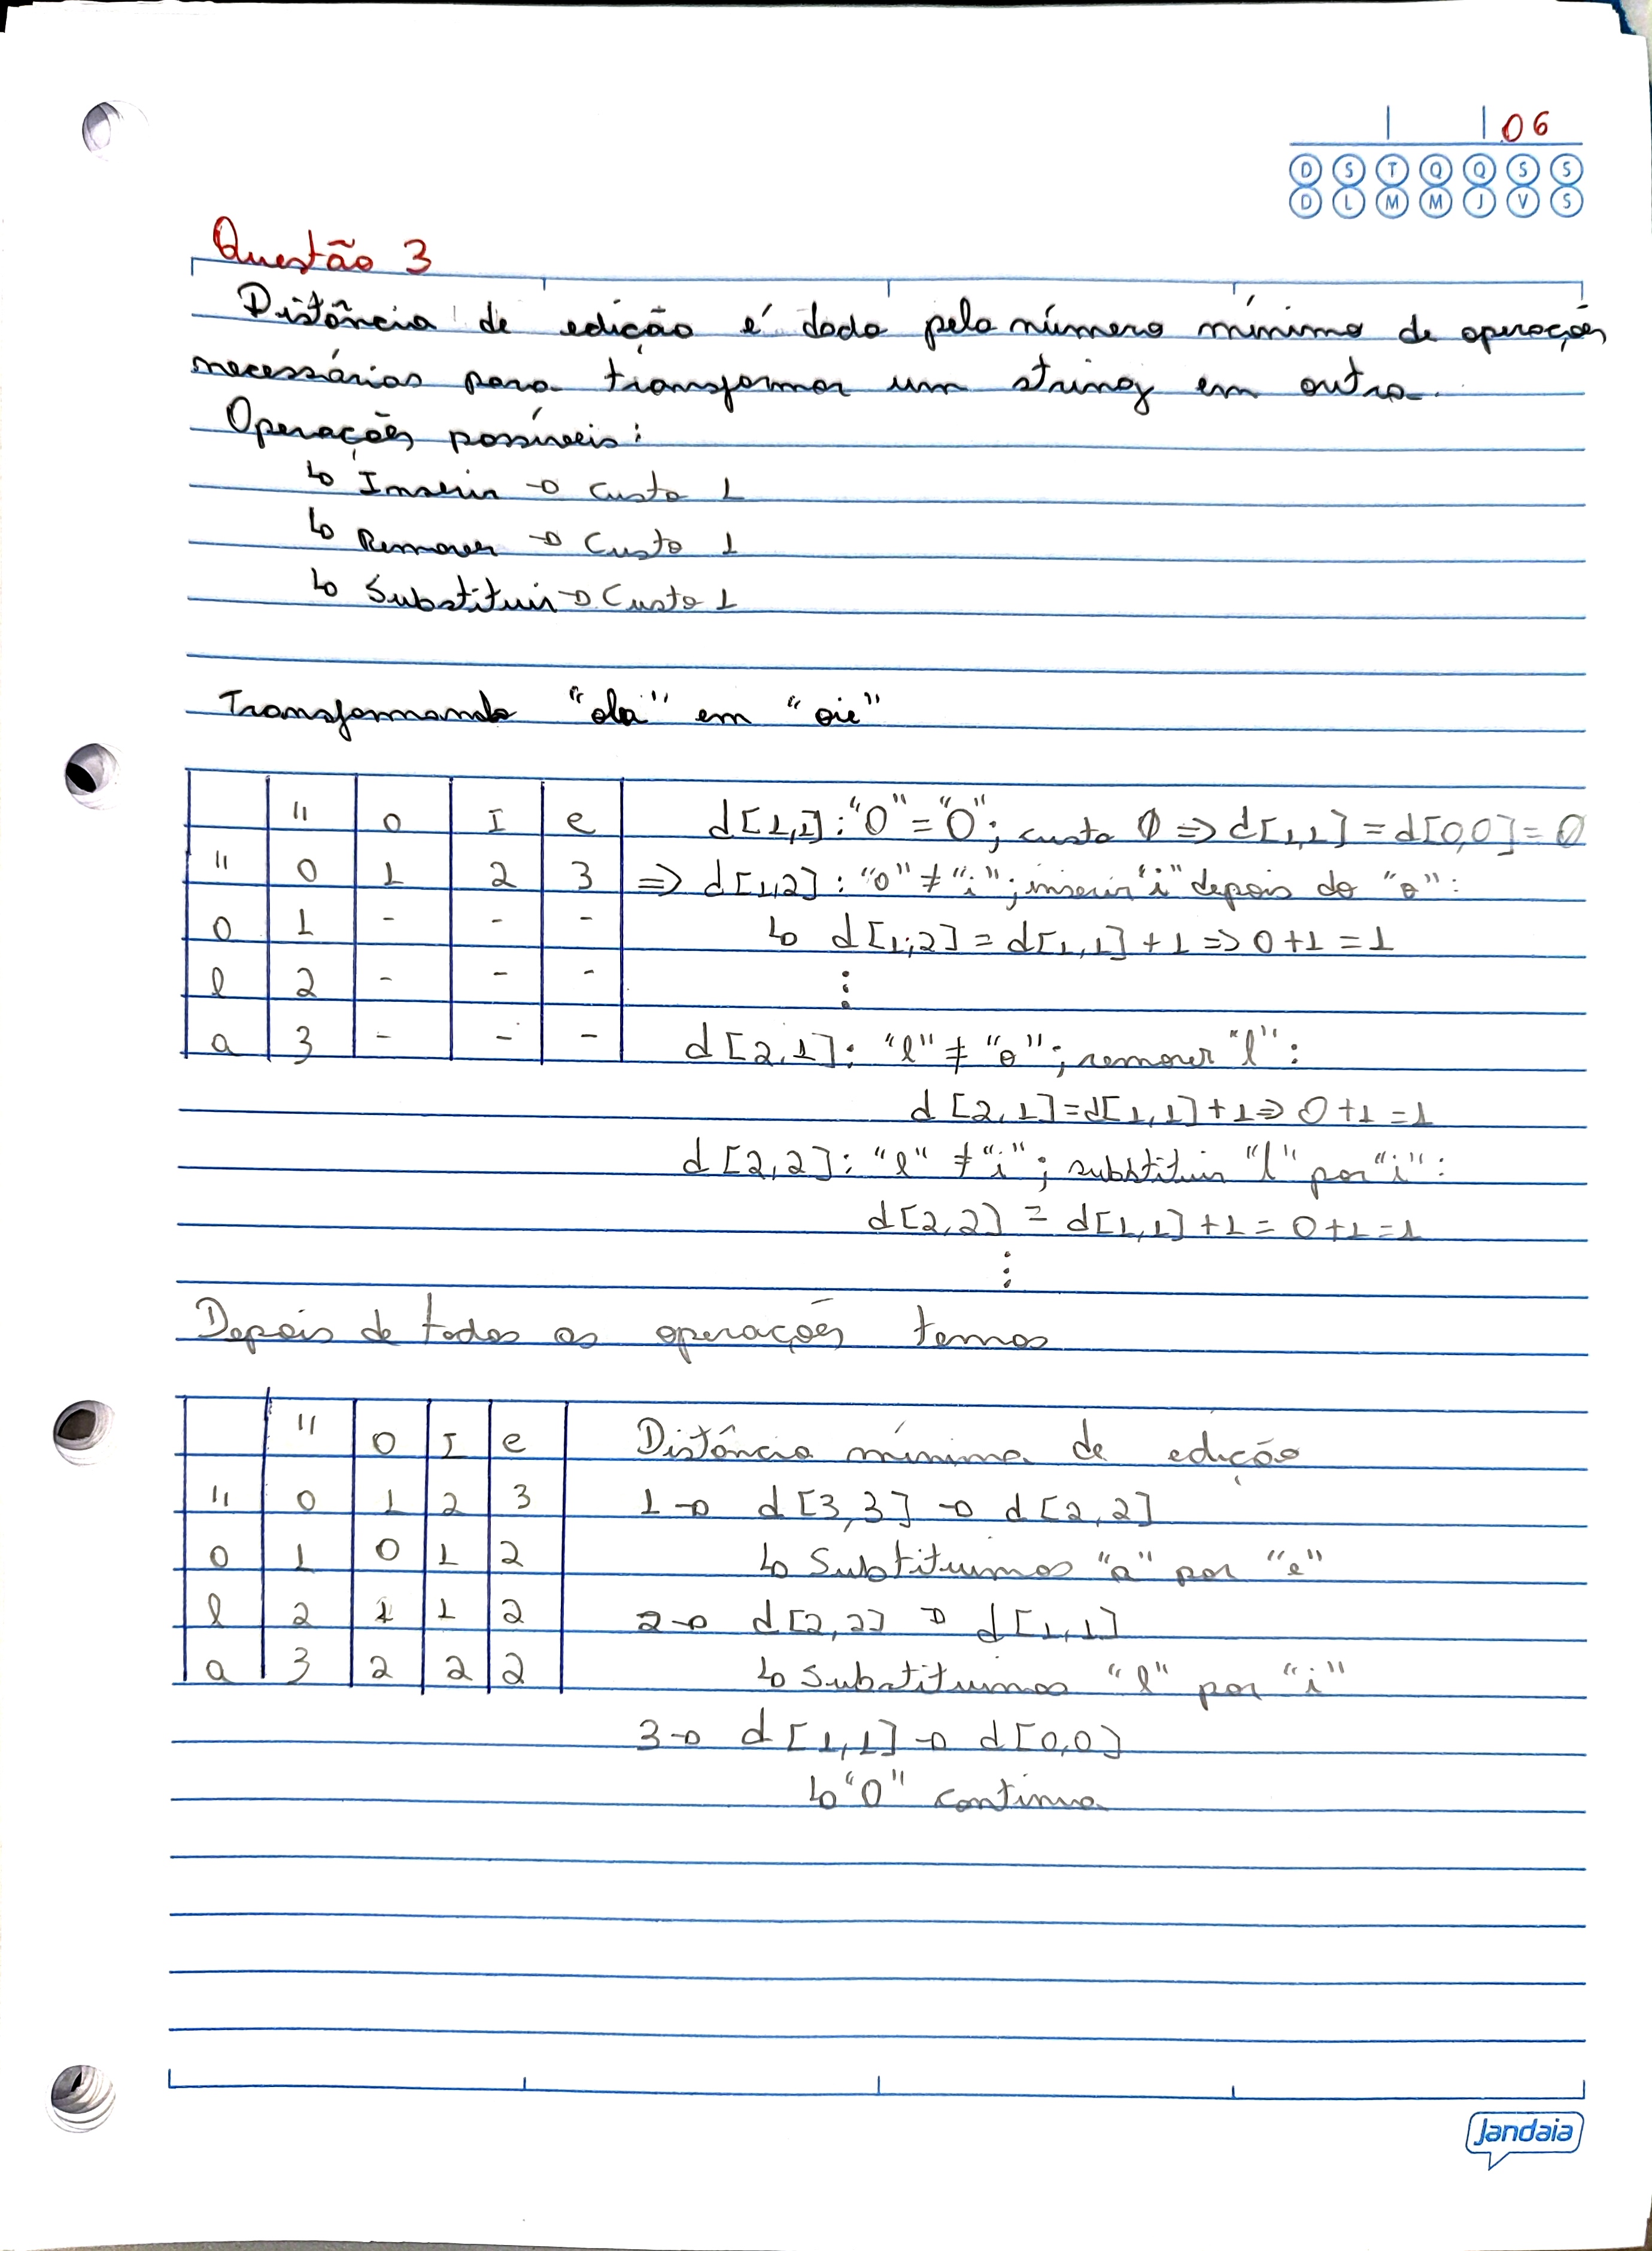 06
D S T Q Q S S
D L M M J V S
Questão 3
Distância de edição é dada pelo número mínimo de operações
necessárias para transformar um string em outra.
Operações possíveis:
↳ Inserir → Custo 1
↳ Remover → Custo 1
↳ Substituir → Custo 1
Transformando "ola" em "oie"
" o I e
" 0 1 2 3
o 1 - - -
l 2 - - -
a 3 - - -
d[1,1]: "O" = "O"; custo 0 => d[1,1] = d[0,0] = 0
=> d[1,2]: "o" ≠ "i"; inserir "i" depois do "o":
↳ d[1,2] = d[1,1] + 1 => 0+1 = 1
⋮
d[2,1]: "l" ≠ "o"; remover "l":
d[2,1] = d[1,1] + 1 => 0+1 = 1
d[2,2]: "l" ≠ "i"; substituir "l" por "i":
d[2,2] = d[1,1] + 1 = 0+1 = 1
⋮
Depois de todas as operações temos
" o I e
" 0 1 2 3
o 1 0 1 2
l 2 1 1 2
a 3 2 2 2
Distância mínima de edição
1 → d[3,3] → d[2,2]
↳ Substituimos "a" por "e"
2 → d[2,2] → d[1,1]
↳ Substituimos "l" por "i"
3 → d[1,1] → d[0,0]
↳ "O" continua
Jandaia